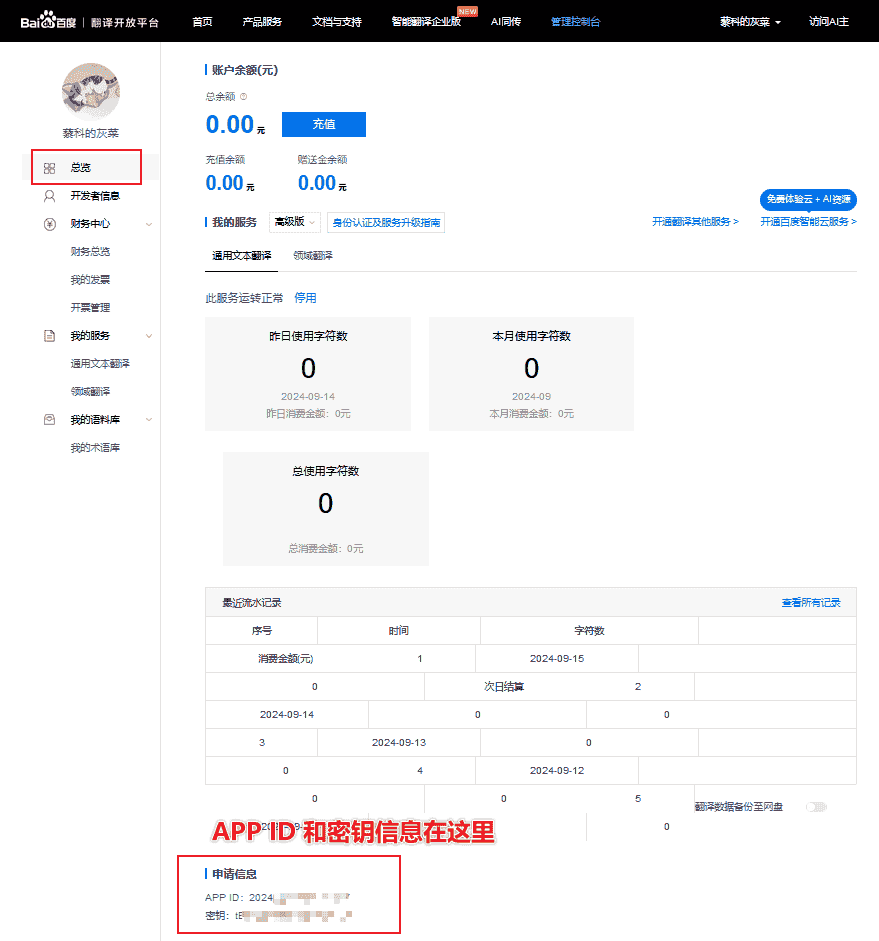 Bai百度 | 翻译开放平台 首页 产品服务 文档与支持 智能翻译企业版 NEW AI同传 管理控制台 藜科的灰菜 访问AI主
藜科的灰菜
总览
开发者信息
财务中心
财务总览
我的发票
开票管理
我的服务
通用文本翻译
领域翻译
我的语料库
我的术语库
账户余额(元)
总余额
0.00 元 充值
充值余额 赠送金余额
0.00 元 0.00 元
免费体验云 + AI资源
我的服务 高级版 身份认证及服务升级指南 开通翻译其他服务 > 开通百度智能云服务 >
通用文本翻译 领域翻译
此服务运转正常 停用
昨日使用字符数
0
2024-09-14
昨日消费金额：0元
本月使用字符数
0
2024-09
本月消费金额：0元
总使用字符数
0
总消费金额：0元
最近流水记录 查看所有记录
序号 时间 字符数
消费金额(元) 1 2024-09-15
0 次日结算 2
2024-09-14 0 0
3 2024-09-13 0
0 4 2024-09-12
0 0 5
翻译数据备份至网盘
0
APP ID 和密钥信息在这里
申请信息
APP ID：2024
密钥：tE